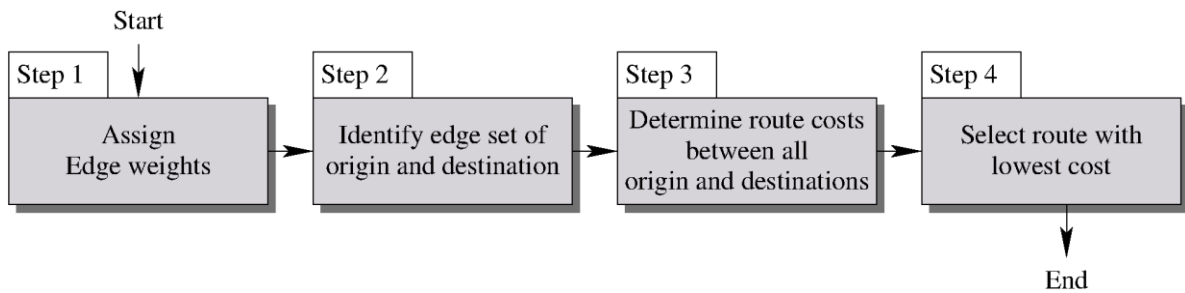 Start
Step 1
Assign
Edge weights
Step 2
Identify edge set of
origin and destination
Step 3
Determine route costs
between all
origin and destinations
Step 4
Select route with
lowest cost
End